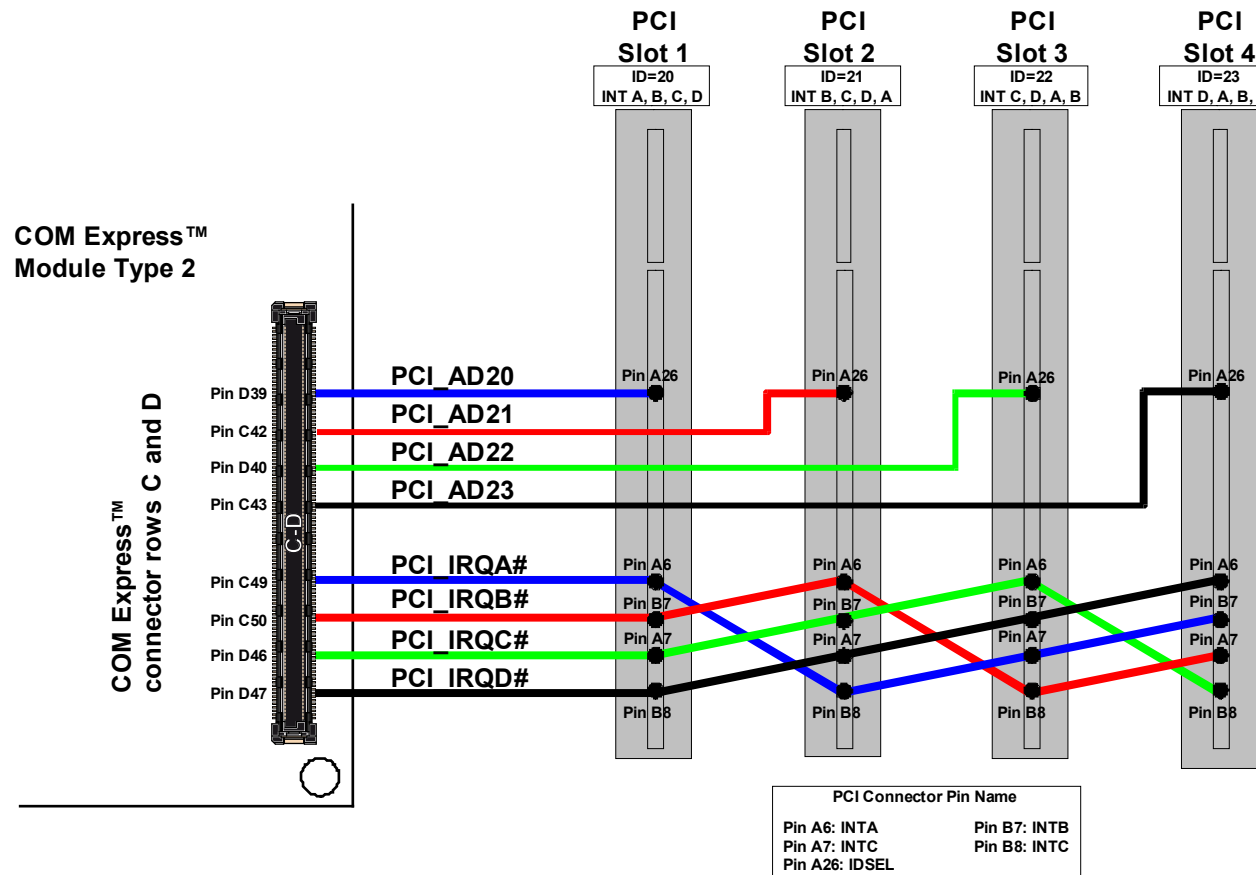 PCI
Slot 1
ID=20
INT A, B, C, D
PCI
Slot 2
ID=21
INT B, C, D, A
PCI
Slot 3
ID=22
INT C, D, A, B
PCI
Slot 4
ID=23
INT D, A, B,
COM Express™
Module Type 2
COM Express™
connector rows C and D
C-D
Pin D39
PCI_AD20
Pin C42
PCI_AD21
Pin D40
PCI_AD22
Pin C43
PCI_AD23
Pin C49
PCI_IRQA#
Pin C50
PCI_IRQB#
Pin D46
PCI_IRQC#
Pin D47
PCI_IRQD#
Pin A26
Pin A6
Pin B7
Pin A7
Pin B8
Pin A26
Pin A6
Pin B7
Pin A7
Pin B8
Pin A26
Pin A6
Pin B7
Pin A7
Pin B8
Pin A26
Pin A6
Pin B7
Pin A7
Pin B8
PCI Connector Pin Name
Pin A6: INTA
Pin B7: INTB
Pin A7: INTC
Pin B8: INTC
Pin A26: IDSEL